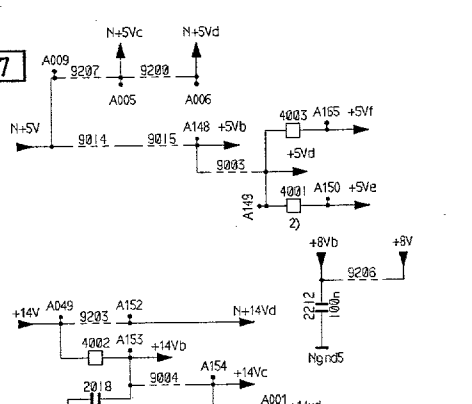 N+5Vc N+5Vd
7
A009
9207 9209
A005 A006
N+5V
9014 9015
A148 +5Vb
9003
4003 A165 +5Vf
+5Vd
A149
4001 A150 +5Ve
2)
+8Vb +8V
9206
2212
100n
Ngnd5
+14V
A049
9203
A152
N+14Vd
4002
A153 +14Vb
9004
A154 +14Vc
2018
A001